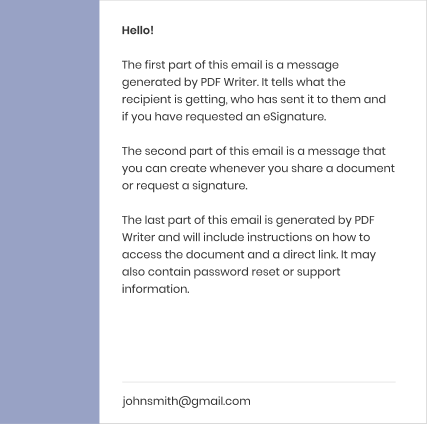 Hello!
The first part of this email is a message
generated by PDF Writer. It tells what the
recipient is getting, who has sent it to them and
if you have requested an eSignature.
The second part of this email is a message that
you can create whenever you share a document
or request a signature.
The last part of this email is generated by PDF
Writer and will include instructions on how to
access the document and a direct link. It may
also contain password reset or support
information.
johnsmith@gmail.com